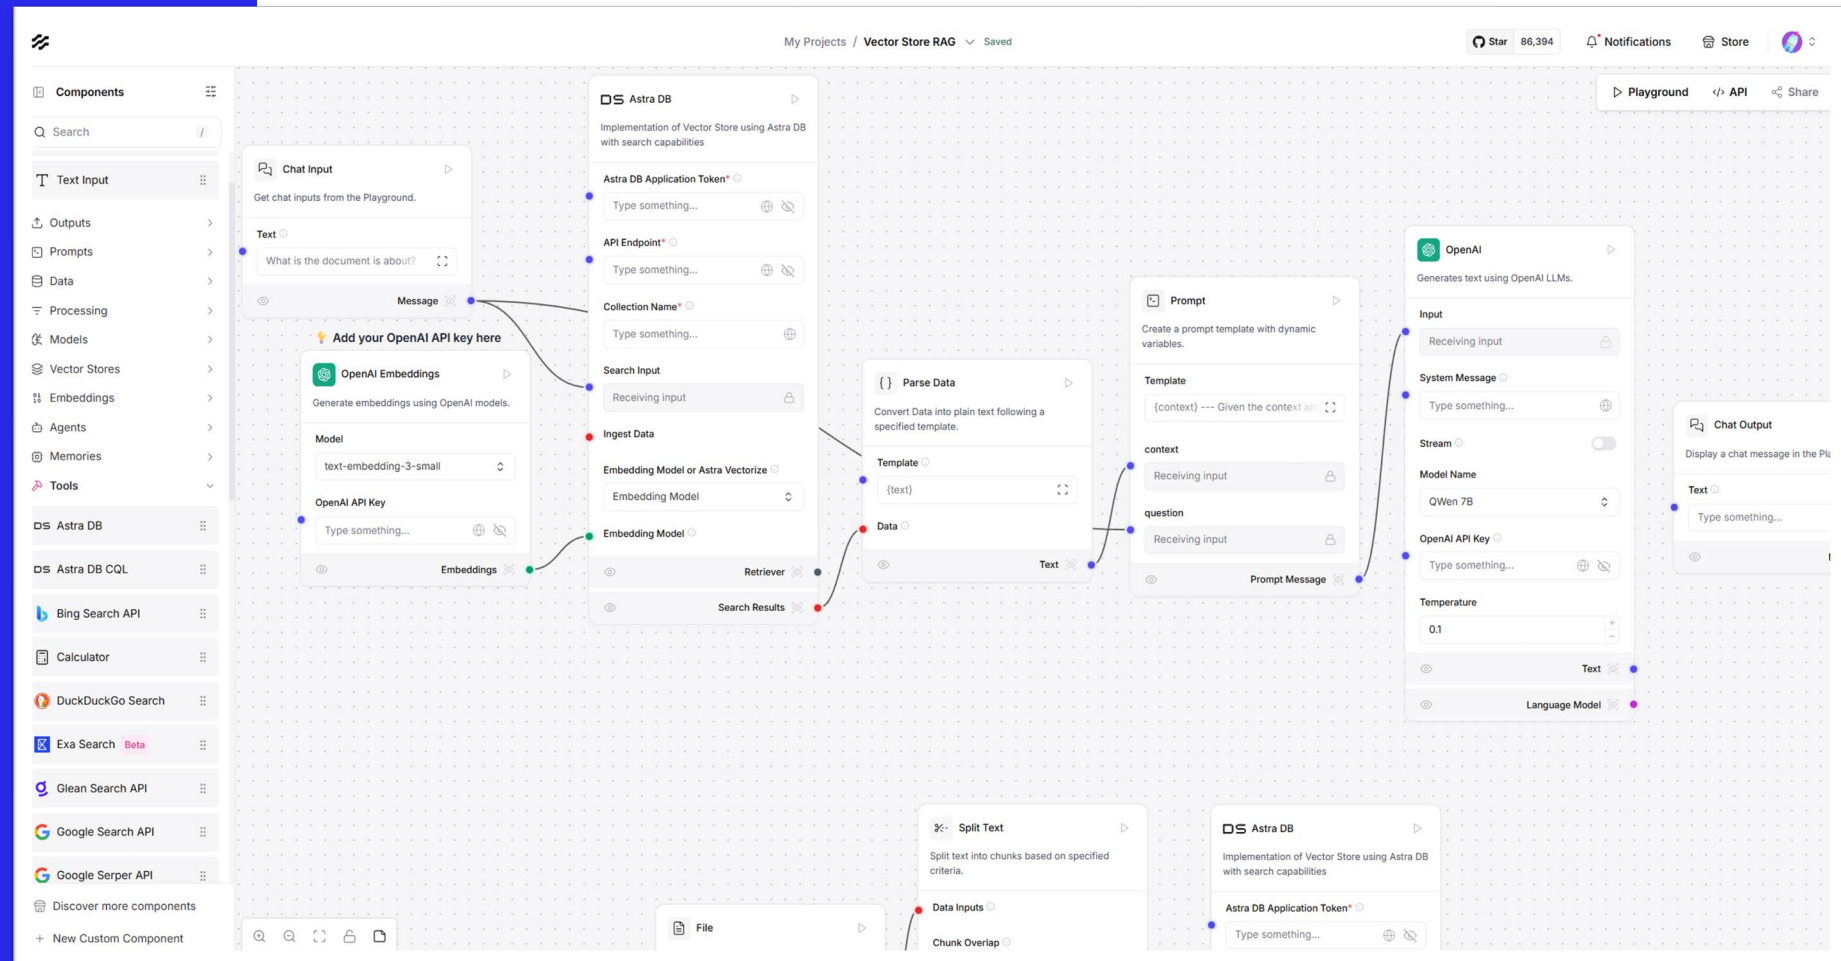 My Projects / Vector Store RAG Saved
Star 86,394
Notifications
Store
Playground
API
Share
Components
Search /
Text Input
Outputs
Prompts
Data
Processing
Models
Vector Stores
Embeddings
Agents
Memories
Tools
Astra DB
Astra DB CQL
Bing Search API
Calculator
DuckDuckGo Search
Exa Search Beta
Glean Search API
Google Search API
Google Serper API
Discover more components
+ New Custom Component
Chat Input
Get chat inputs from the Playground.
Text
What is the document is about?
Message
Add your OpenAI API key here
OpenAI Embeddings
Generate embeddings using OpenAI models.
Model
text-embedding-3-small
OpenAI API Key
Type something...
Embeddings
DS Astra DB
Implementation of Vector Store using Astra DB
with search capabilities
Astra DB Application Token*
Type something...
API Endpoint*
Type something...
Collection Name*
Type something...
Search Input
Receiving input
Ingest Data
Embedding Model or Astra Vectorize
Embedding Model
Embedding Model
Retriever
Search Results
{} Parse Data
Convert Data into plain text following a
specified template.
Template
{text}
Data
Text
Prompt
Create a prompt template with dynamic
variables.
Template
{context} --- Given the context ab
context
Receiving input
question
Receiving input
Prompt Message
OpenAI
Generates text using OpenAI LLMs.
Input
Receiving input
System Message
Type something...
Stream
Model Name
QWen 7B
OpenAI API Key
Type something...
Temperature
0.1
Text
Language Model
Chat Output
Display a chat message in the Pla
Text
Type something...
File
Split Text
Split text into chunks based on specified
criteria.
Data Inputs
Chunk Overlap
DS Astra DB
Implementation of Vector Store using Astra DB
with search capabilities
Astra DB Application Token*
Type something...